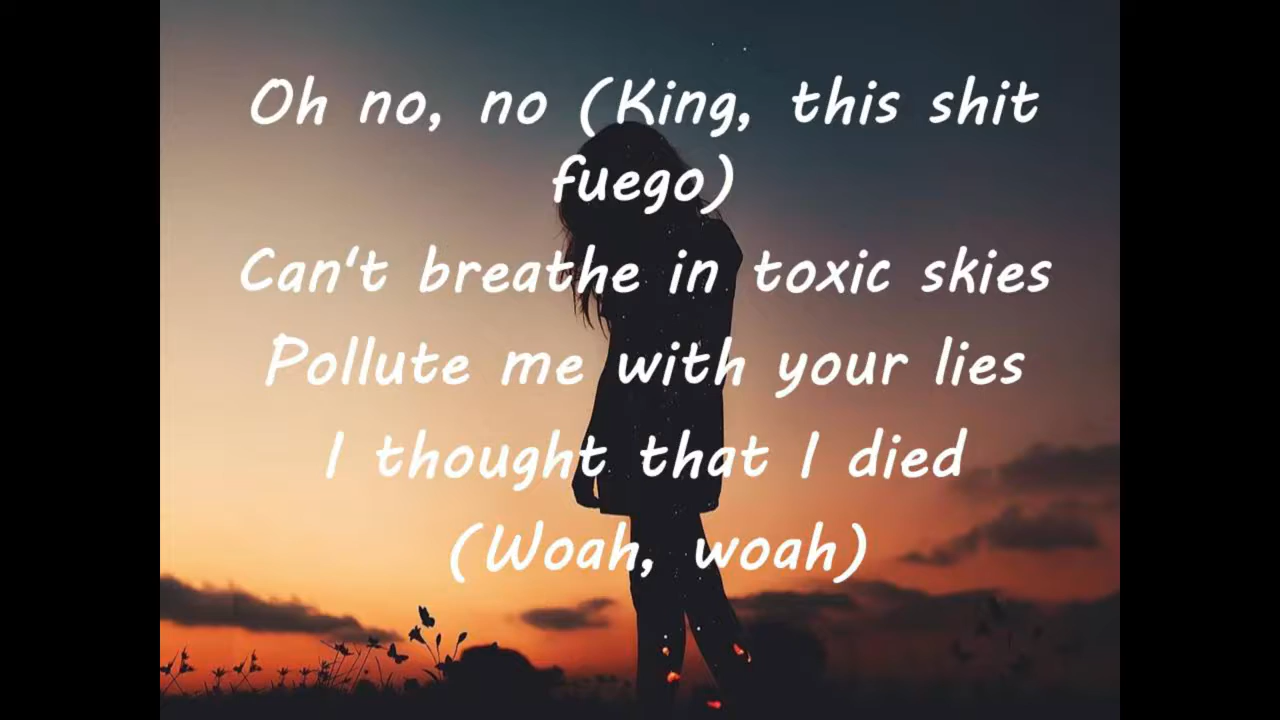 Oh no, no (King, this shit
fuego)
Can't breathe in toxic skies
Pollute me with your lies
I thought that I died
(Woah, woah)